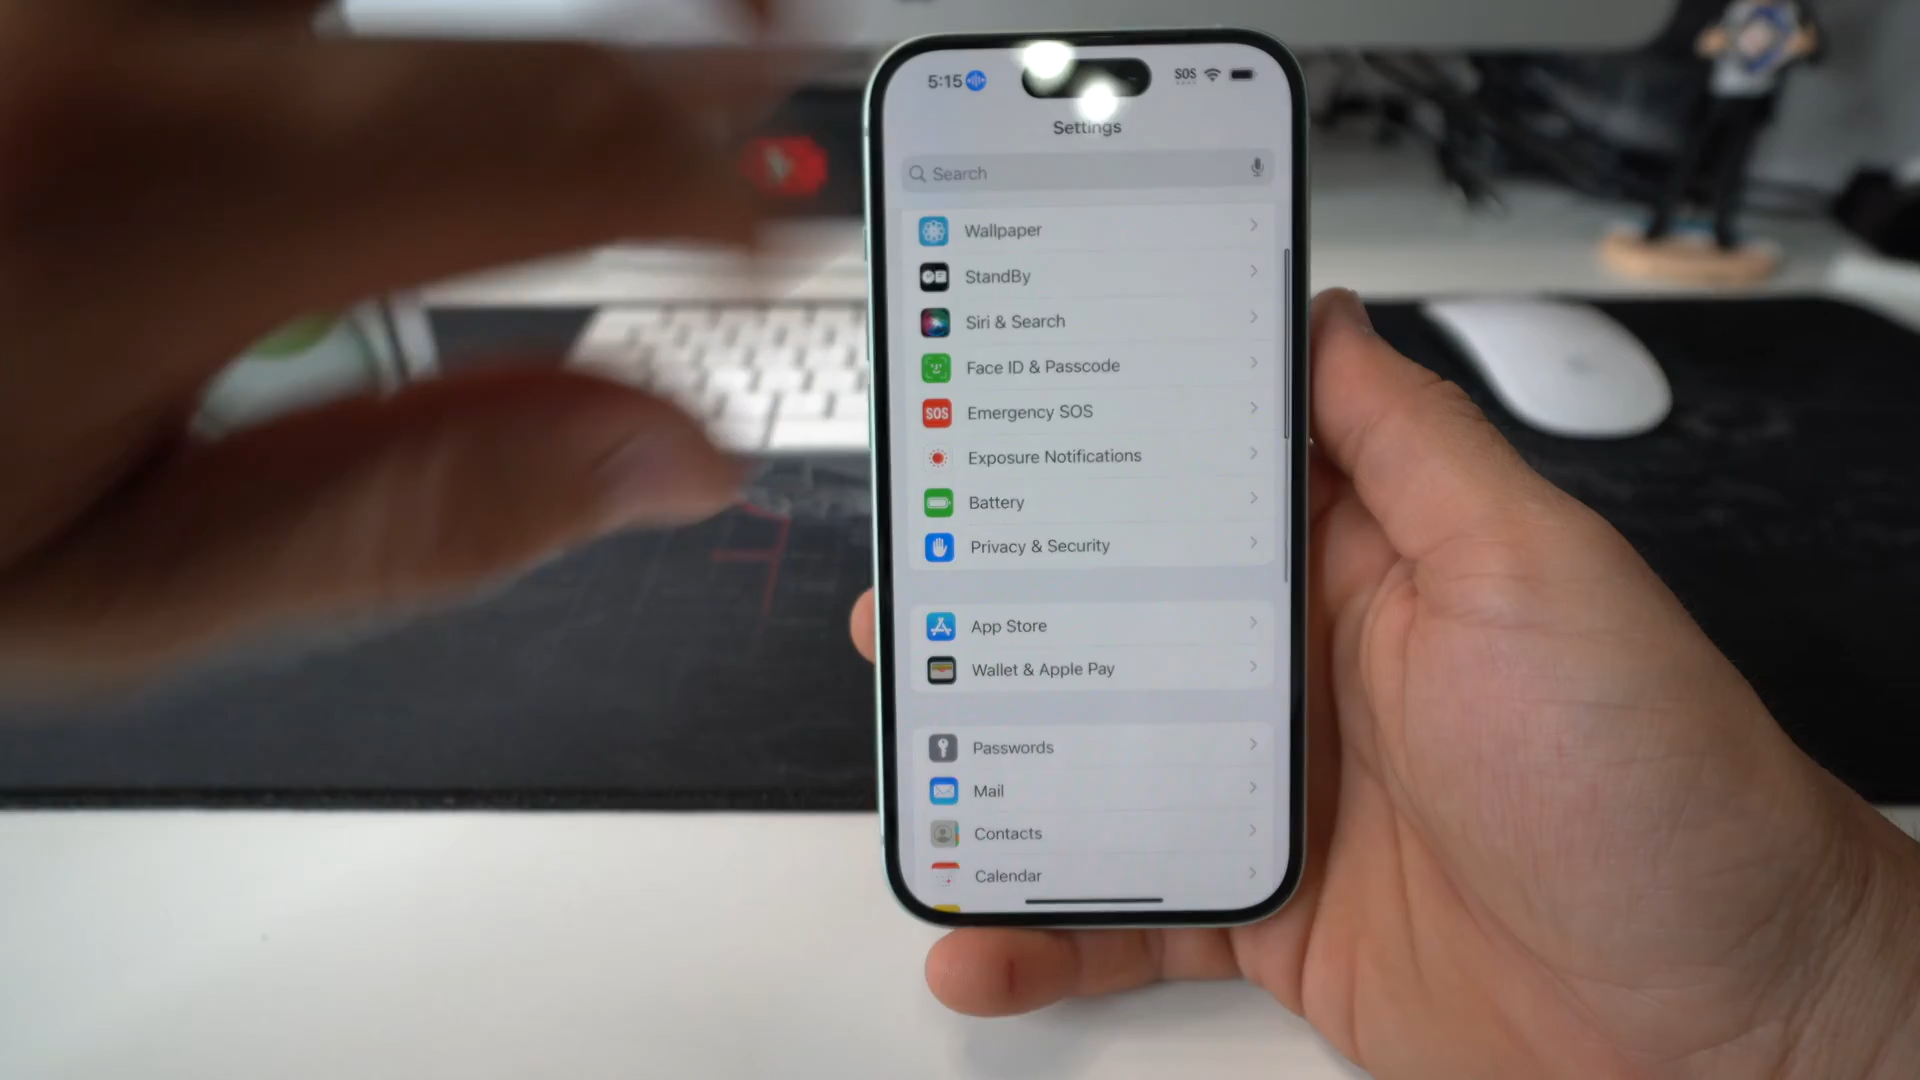 5:15
SOS
Settings
Search
Wallpaper
StandBy
Siri & Search
Face ID & Passcode
SOS Emergency SOS
Exposure Notifications
Battery
Privacy & Security
App Store
Wallet & Apple Pay
Passwords
Mail
Contacts
Calendar